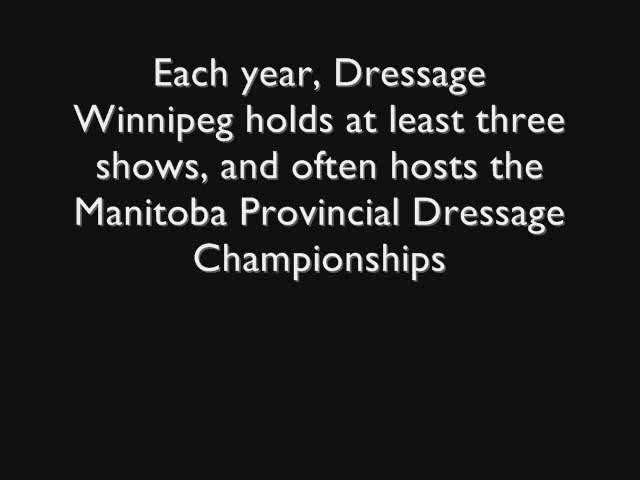 Each year, Dressage
Winnipeg holds at least three
shows, and often hosts the
Manitoba Provincial Dressage
Championships